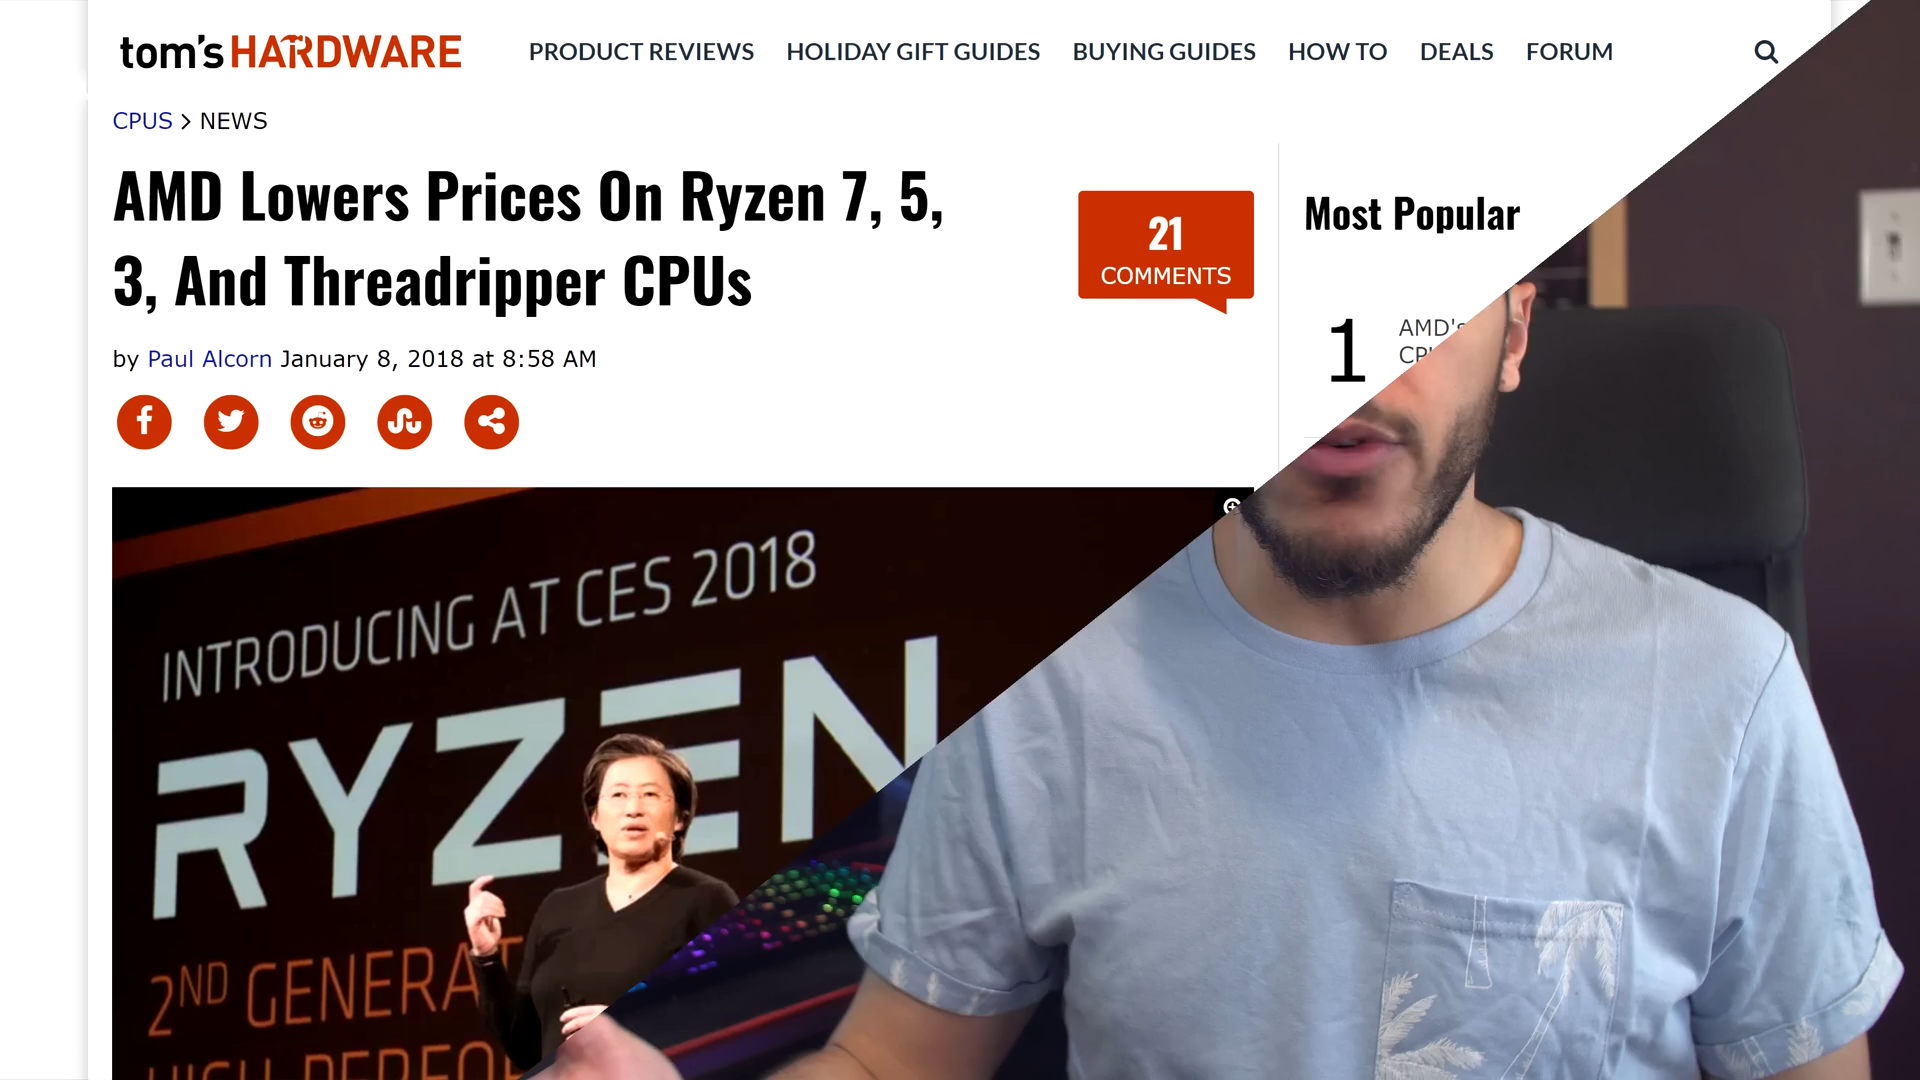 tom's HARDWARE
PRODUCT REVIEWS HOLIDAY GIFT GUIDES BUYING GUIDES HOW TO DEALS FORUM
CPUS > NEWS
AMD Lowers Prices On Ryzen 7, 5,
3, And Threadripper CPUs
by Paul Alcorn January 8, 2018 at 8:58 AM
21
COMMENTS
Most Popular
1
AMD's
INTRODUCING AT CES 2018
RYZEN
2ND